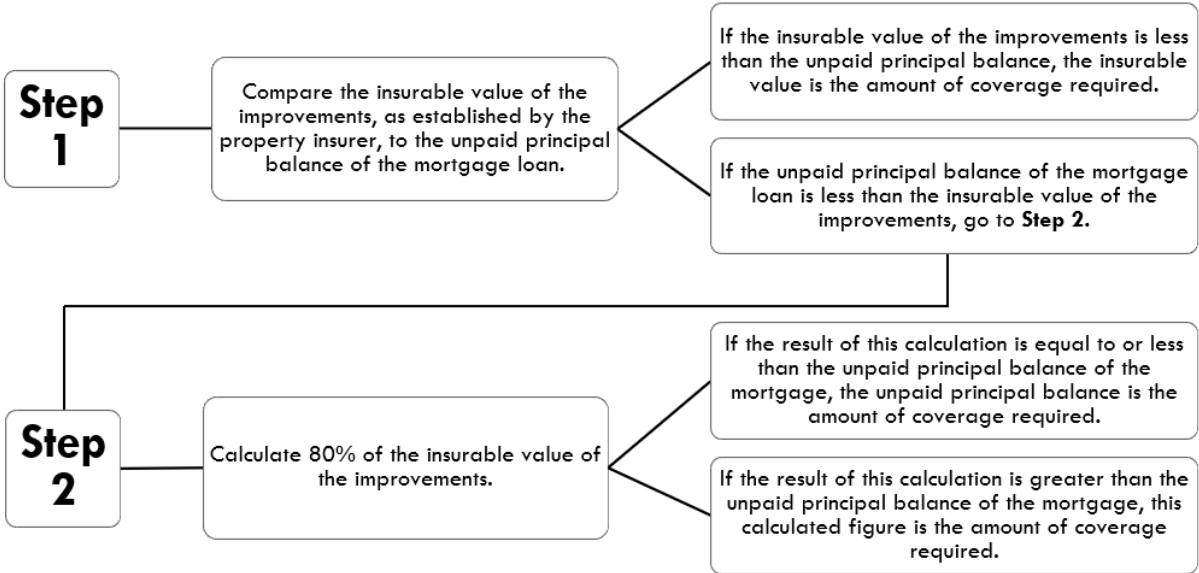 Step
1
Compare the insurable value of the
improvements, as established by the
property insurer, to the unpaid principal
balance of the mortgage loan.
If the insurable value of the improvements is less
than the unpaid principal balance, the insurable
value is the amount of coverage required.
If the unpaid principal balance of the mortgage
loan is less than the insurable value of the
improvements, go to Step 2.
Step
2
Calculate 80% of the insurable value of
the improvements.
If the result of this calculation is equal to or less
than the unpaid principal balance of the
mortgage, the unpaid principal balance is the
amount of coverage required.
If the result of this calculation is greater than the
unpaid principal balance of the mortgage, this
calculated figure is the amount of coverage
required.